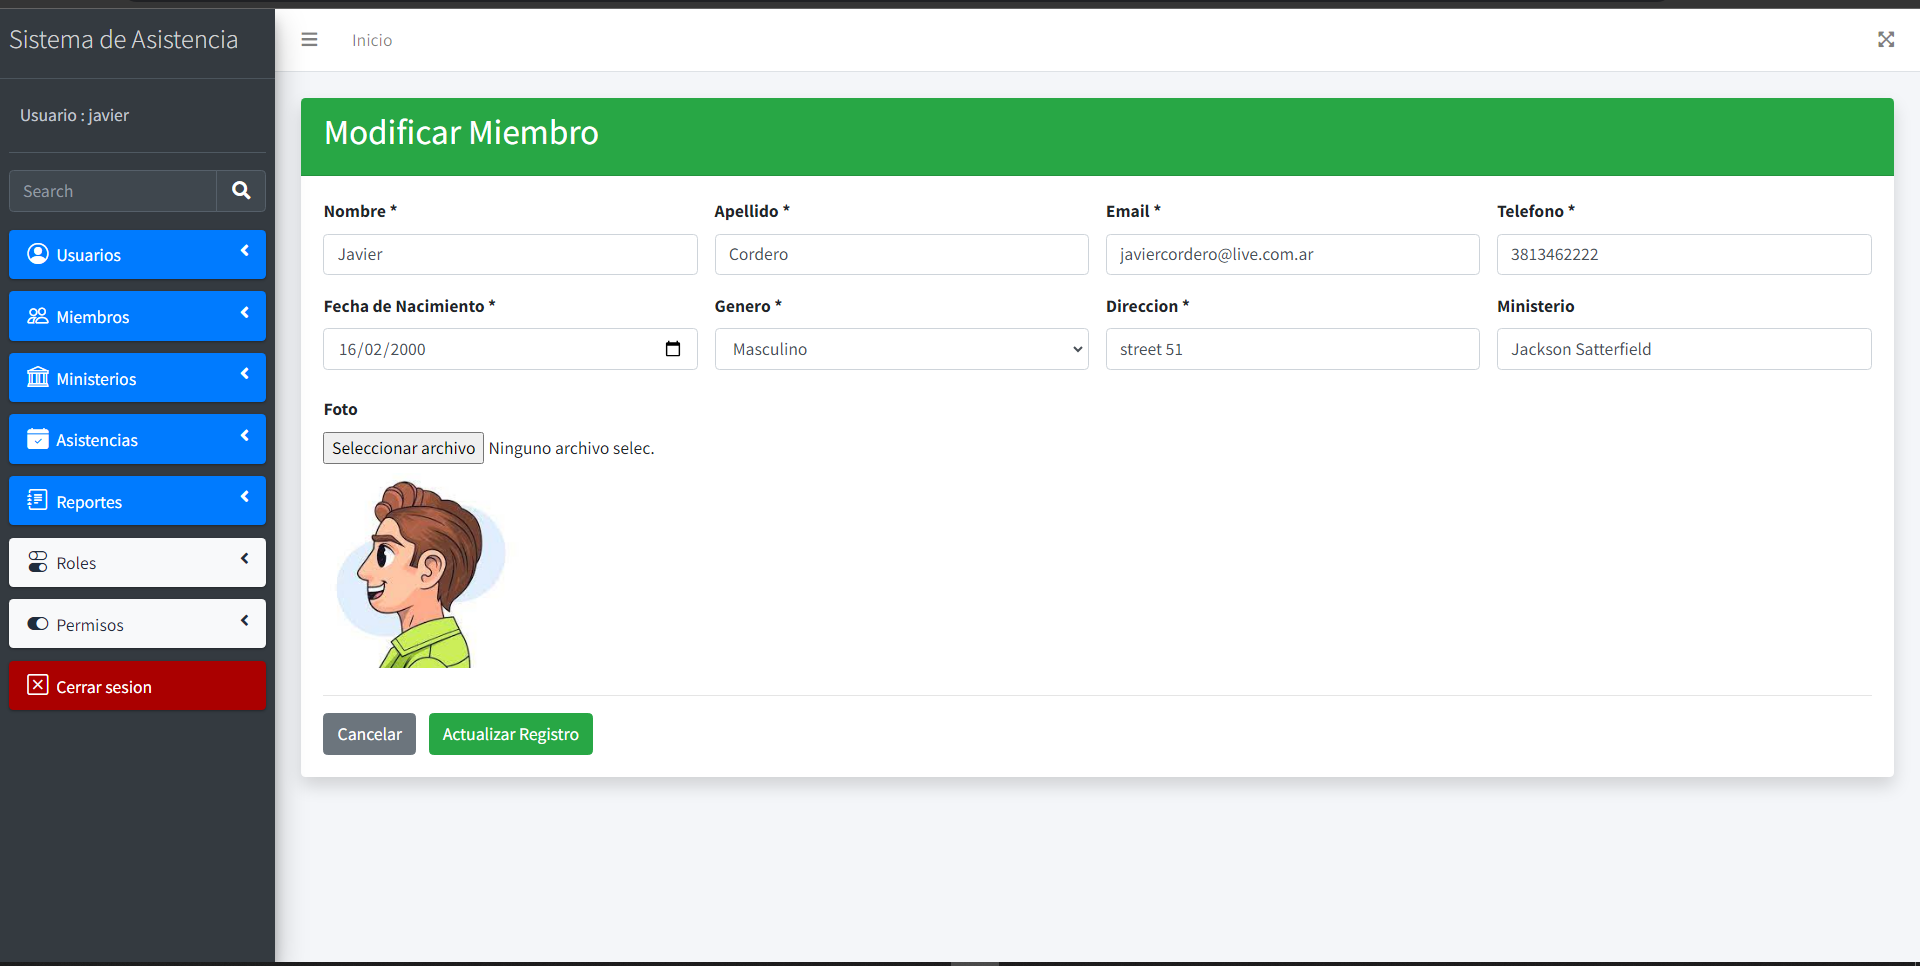 Sistema de Asistencia
Inicio
Usuario : javier
Search
Usuarios
Miembros
Ministerios
Asistencias
Reportes
Roles
Permisos
Cerrar sesion
Modificar Miembro
Nombre * Apellido * Email * Telefono *
Javier Cordero javiercordero@live.com.ar 3813462222
Fecha de Nacimiento * Genero * Direccion * Ministerio
16/02/2000 Masculino street 51 Jackson Satterfield
Foto
Seleccionar archivo Ninguno archivo selec.
Cancelar Actualizar Registro